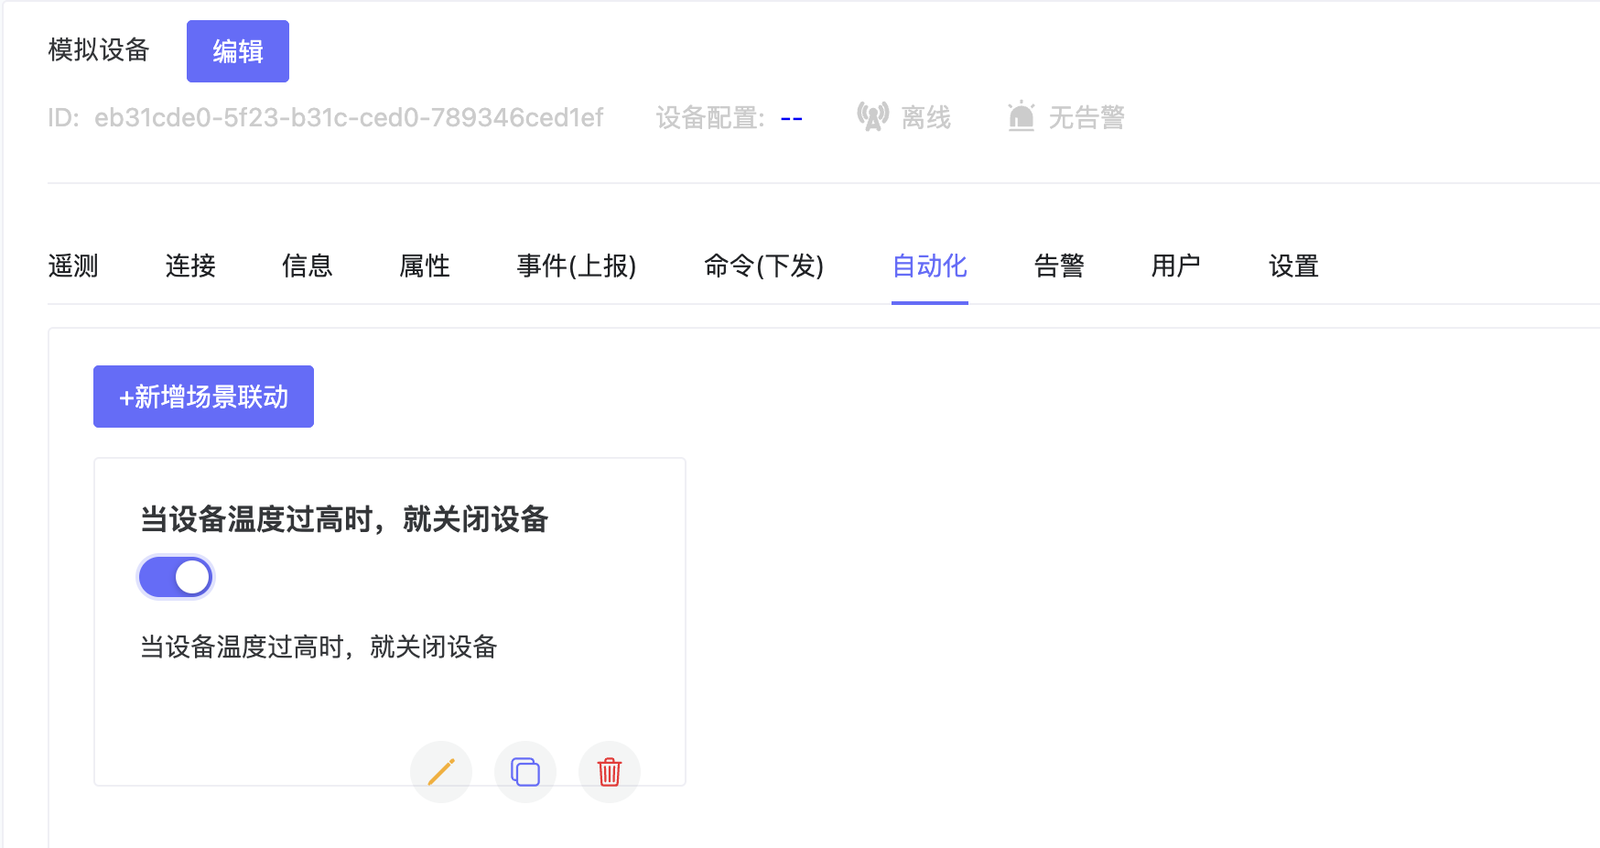 模拟设备 编辑
ID: eb31cde0-5f23-b31c-ced0-789346ced1ef 设备配置: -- 离线 无告警
遥测 连接 信息 属性 事件(上报) 命令(下发) 自动化 告警 用户 设置
+新增场景联动
当设备温度过高时，就关闭设备
当设备温度过高时，就关闭设备